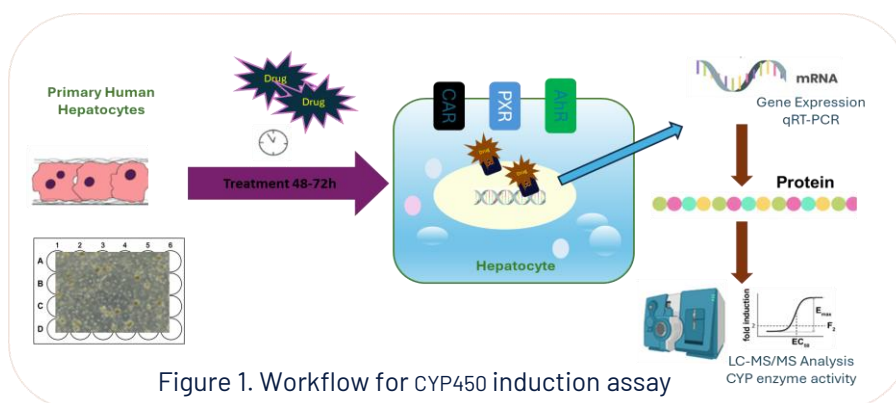 Primary Human
Hepatocytes
1 2 3 4 5 6
A
B
C
D
Drug
Drug
Treatment 48-72h
CAR
PXR
AhR
Hepatocyte
mRNA
Gene Expression
qRT-PCR
Protein
fold induction
2
Emax
F2
EC50
LC-MS/MS Analysis
CYP enzyme activity
Figure 1. Workflow for CYP450 induction assay